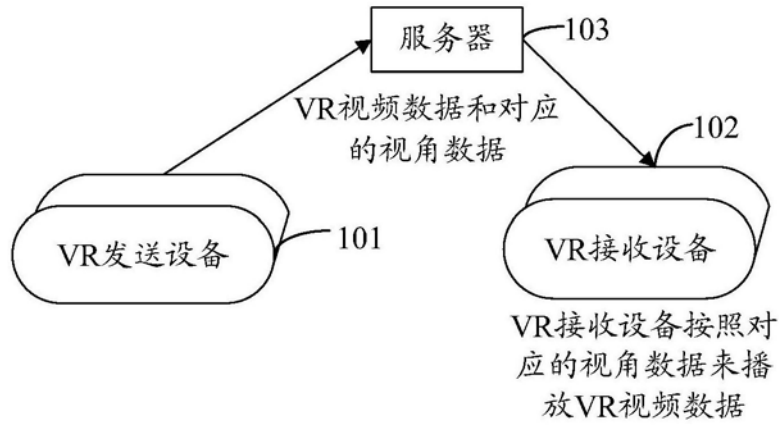 服务器
103
VR视频数据和对应
的视角数据
102
VR发送设备
101
VR接收设备
VR接收设备按照对
应的视角数据来播
放VR视频数据